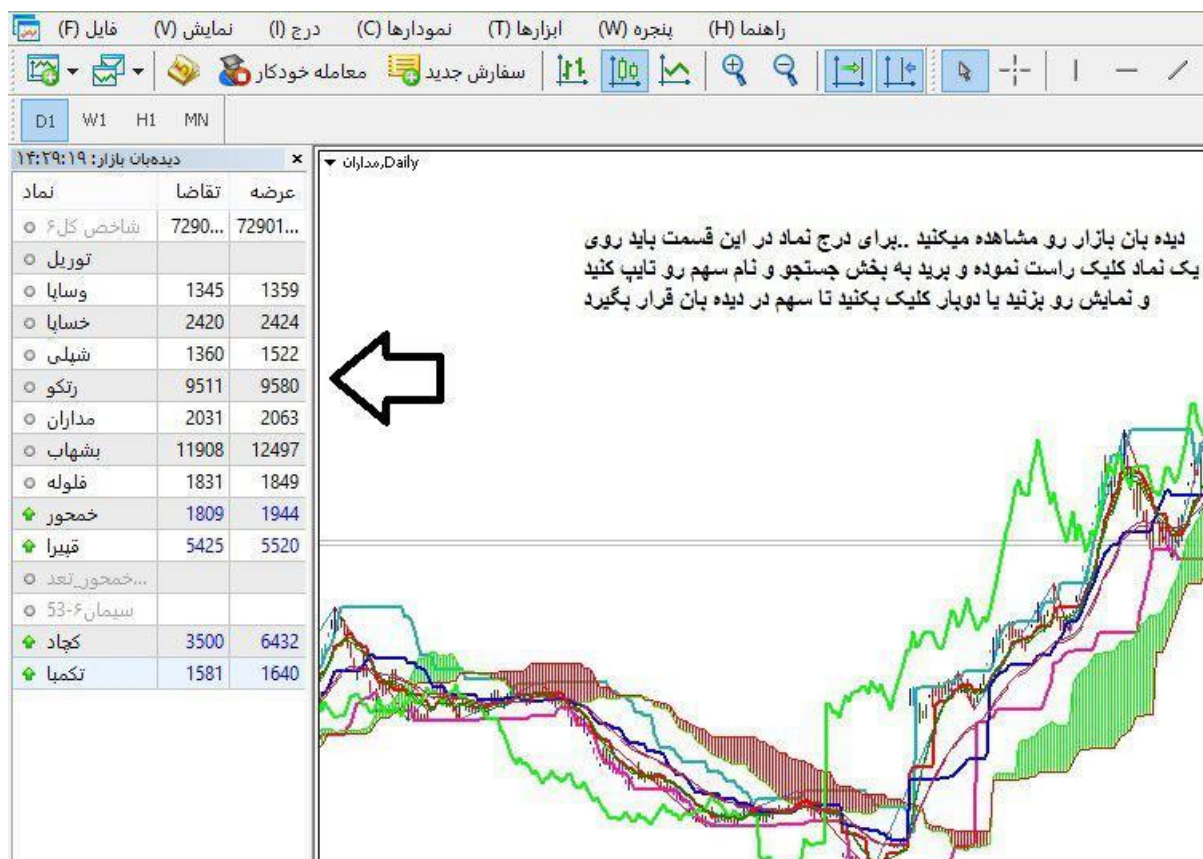 فایل (F) نمایش (V) درج (I) نمودارها (C) ابزارها (T) پنجره (W) راهنما (H)
معامله خودکار سفارش جدید
D1 W1 H1 MN
دیده‌بان بازار: ۱۴:۲۹:۱۹
نماد تقاضا عرضه
شاخص کل۶ 7290... 72901...
توریل
وساپا 1345 1359
خساپا 2420 2424
شپلی 1360 1522
رتکو 9511 9580
مداران 2031 2063
بشهاب 11908 12497
فلوله 1831 1849
خمحور 1809 1944
قپیرا 5425 5520
خمحور_تعد...
سیمان۶-53
کچاد 3500 6432
تکمبا 1581 1640
مداران,Daily
دیده بان بازار رو مشاهده میکنید ..برای درج نماد در این قسمت باید روی
یک نماد کلیک راست نموده و برید به بخش جستجو و نام سهم رو تایپ کنید
و نمایش رو بزنید یا دوبار کلیک بکنید تا سهم در دیده بان قرار بگیرد